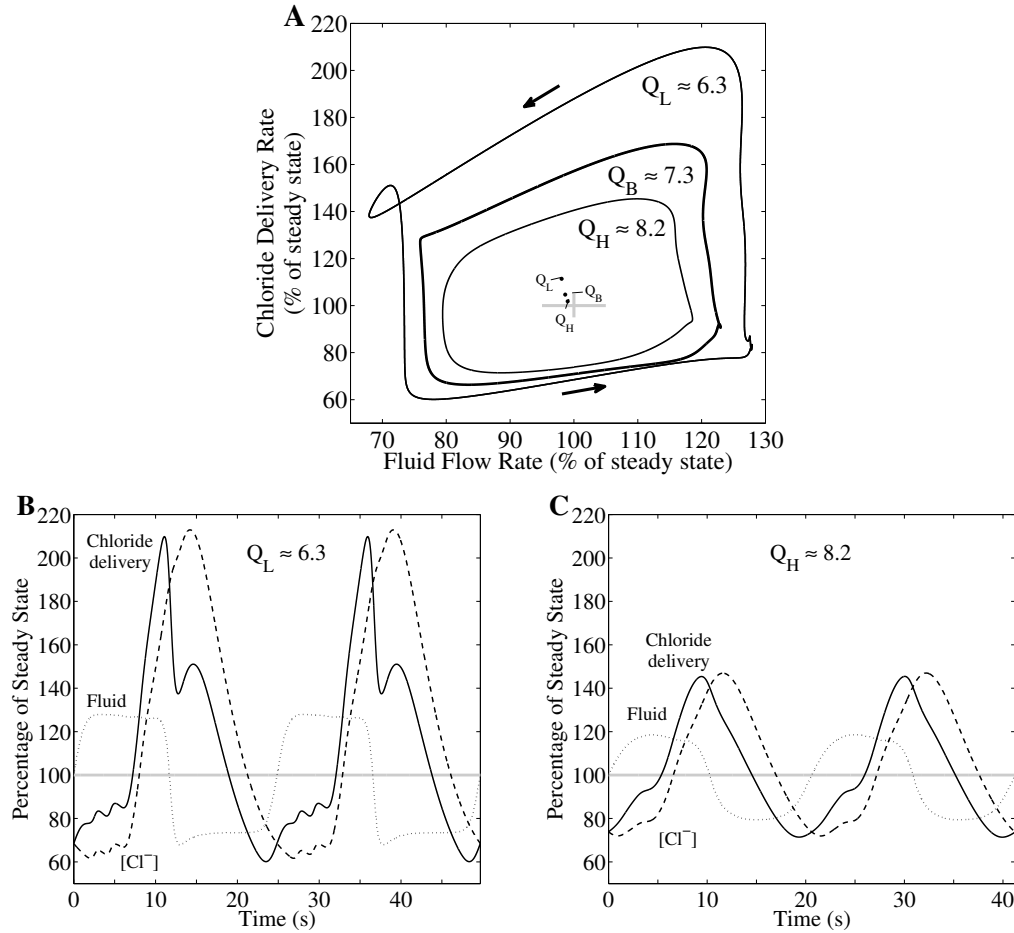 A
220
200
180
160
140
120
100
80
60
Chloride Delivery Rate
(% of steady state)
Q_L ≈ 6.3
Q_B ≈ 7.3
Q_H ≈ 8.2
Q_L
Q_B
Q_H
70 80 90 100 110 120 130
Fluid Flow Rate (% of steady state)
B
220
200
180
160
140
120
100
80
60
Percentage of Steady State
Chloride
delivery
Q_L ≈ 6.3
Fluid
[Cl⁻]
0 10 20 30 40
Time (s)
C
220
200
180
160
140
120
100
80
60
Percentage of Steady State
Q_H ≈ 8.2
Chloride
delivery
Fluid
[Cl⁻]
0 10 20 30 40
Time (s)